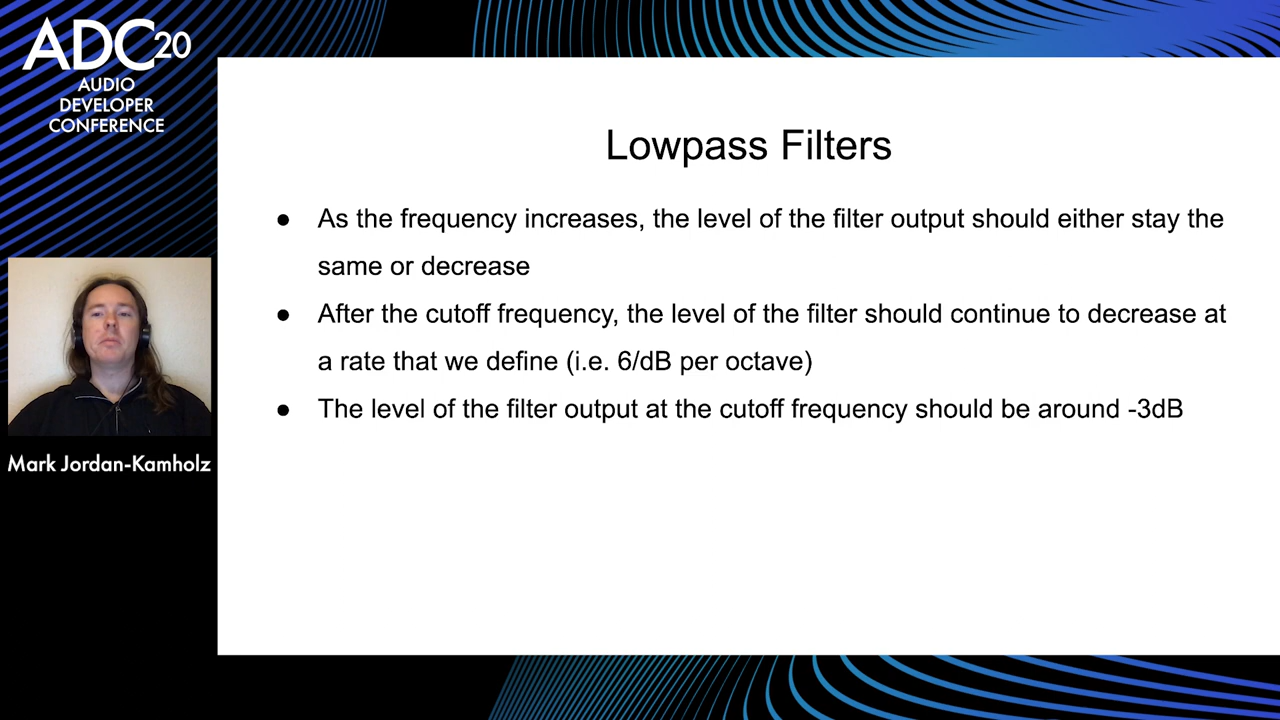 ADC20
AUDIO
DEVELOPER
CONFERENCE
Lowpass Filters
● As the frequency increases, the level of the filter output should either stay the
same or decrease
● After the cutoff frequency, the level of the filter should continue to decrease at
a rate that we define (i.e. 6/dB per octave)
● The level of the filter output at the cutoff frequency should be around -3dB
Mark Jordan-Kamholz